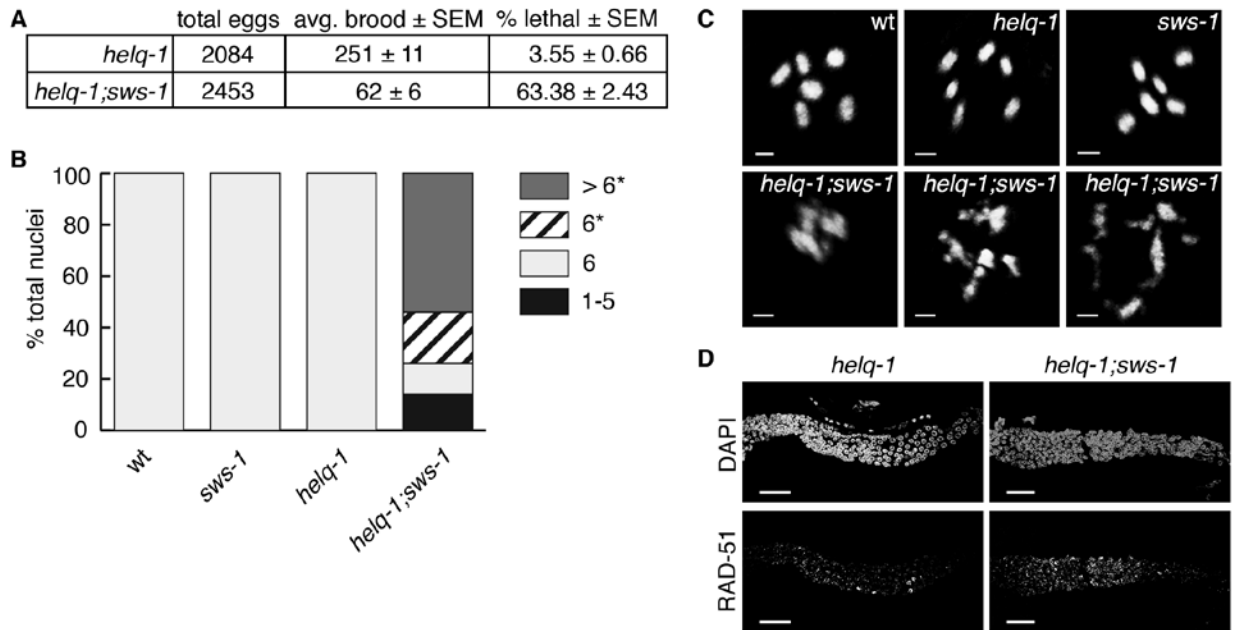 A
total eggs avg. brood ± SEM % lethal ± SEM
helq-1 2084 251 ± 11 3.55 ± 0.66
helq-1;sws-1 2453 62 ± 6 63.38 ± 2.43
B
% total nuclei
100
80
60
40
20
0
wt
sws-1
helq-1
helq-1;sws-1
> 6*
6*
6
1-5
C
wt
helq-1
sws-1
helq-1;sws-1
helq-1;sws-1
helq-1;sws-1
D
helq-1
helq-1;sws-1
DAPI
RAD-51